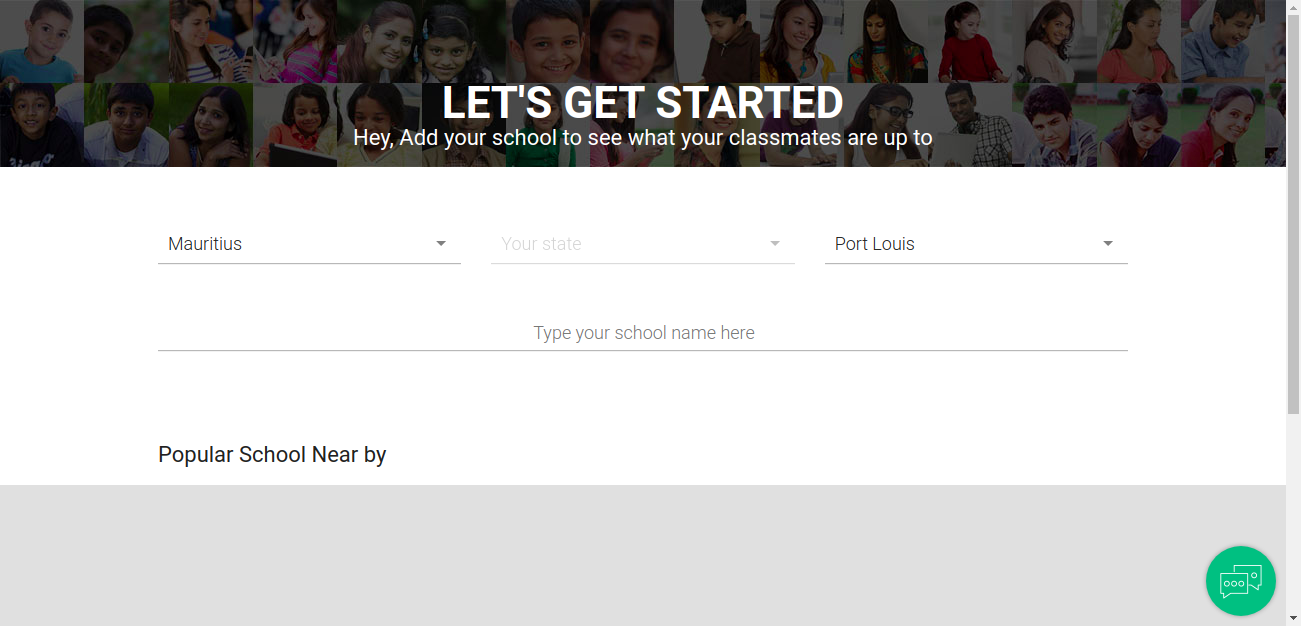 LET'S GET STARTED
Hey, Add your school to see what your classmates are up to
Mauritius
Your state
Port Louis
Type your school name here
Popular School Near by